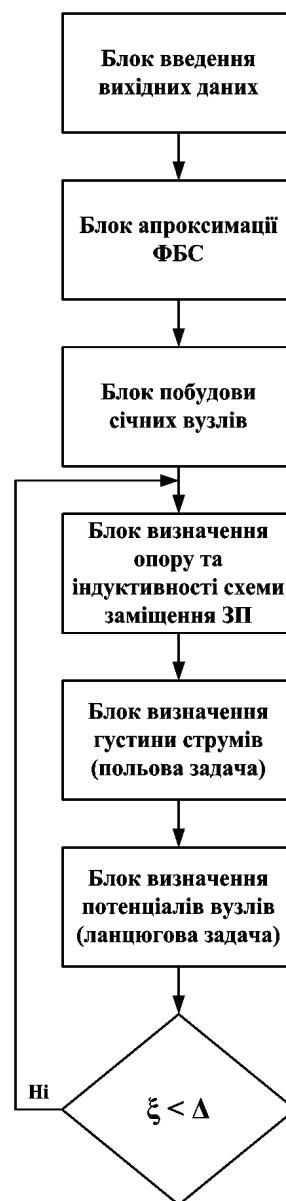 Блок введення
вихідних даних
Блок апроксимації
ФБС
Блок побудови
січних вузлів
Блок визначення
опору та
індуктивності схеми
заміщення ЗП
Блок визначення
густини струмів
(польова задача)
Блок визначення
потенціалів вузлів
(ланцюгова задача)
Ні
ξ < Δ